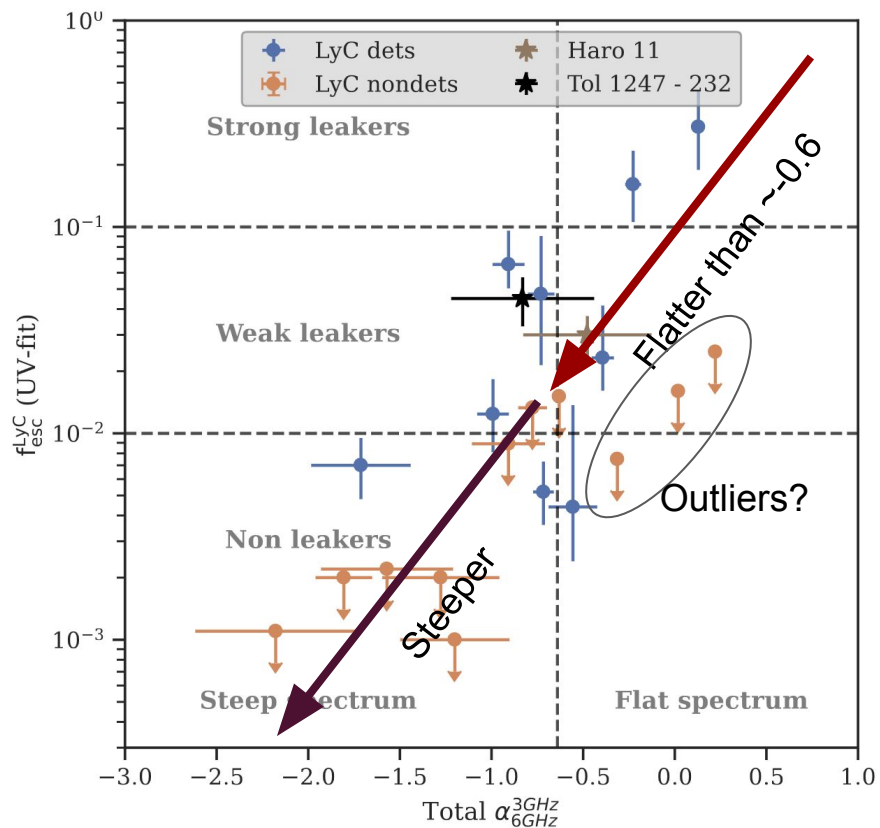 10⁰
LyC dets
Haro 11
LyC nondets
Tol 1247 - 232
Strong leakers
Flatter than ~-0.6
10⁻¹
Weak leakers
f_esc^LyC (UV-fit)
10⁻²
Outliers?
Non leakers
Steeper
10⁻³
Steep spectrum
Flat spectrum
−3.0 −2.5 −2.0 −1.5 −1.0 −0.5 0.0 0.5 1.0
Total α_6GHz^3GHz